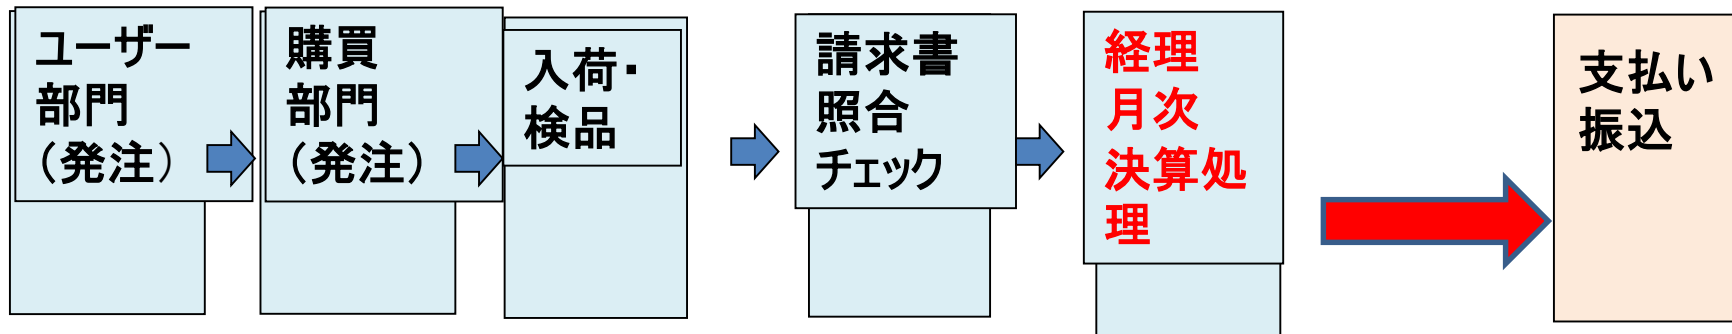 ユーザー
部門
（発注）
購買
部門
（発注）
入荷・
検品
請求書
照合
チェック
経理
月次
決算処
理
支払い
振込